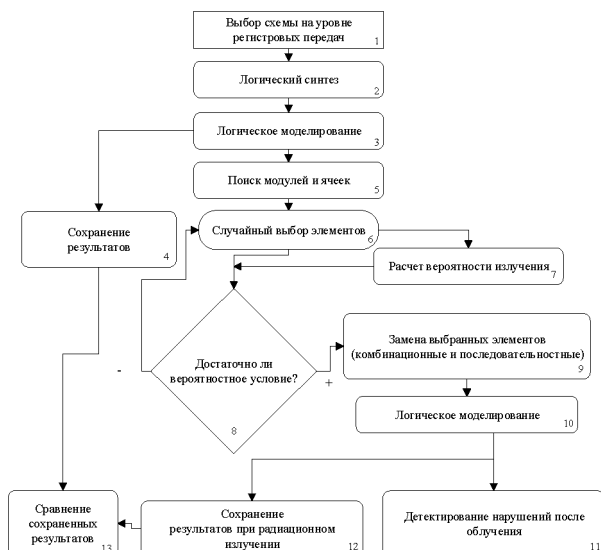 Выбор схемы на уровне
регистровых передач
1
Логический синтез
2
Логическое моделирование
3
Поиск модулей и ячеек
5
Случайный выбор элементов
6
Сохранение
результатов
4
Расчет вероятности излучения
7
Достаточно ли
вероятностное условие?
8
-
+
Замена выбранных элементов
(комбинационные и последовательностные)
9
Логическое моделирование
10
Сравнение
сохраненных
результатов
13
Сохранение
результатов при радиационном
излучении
12
Детектирование нарушений после
облучения
11